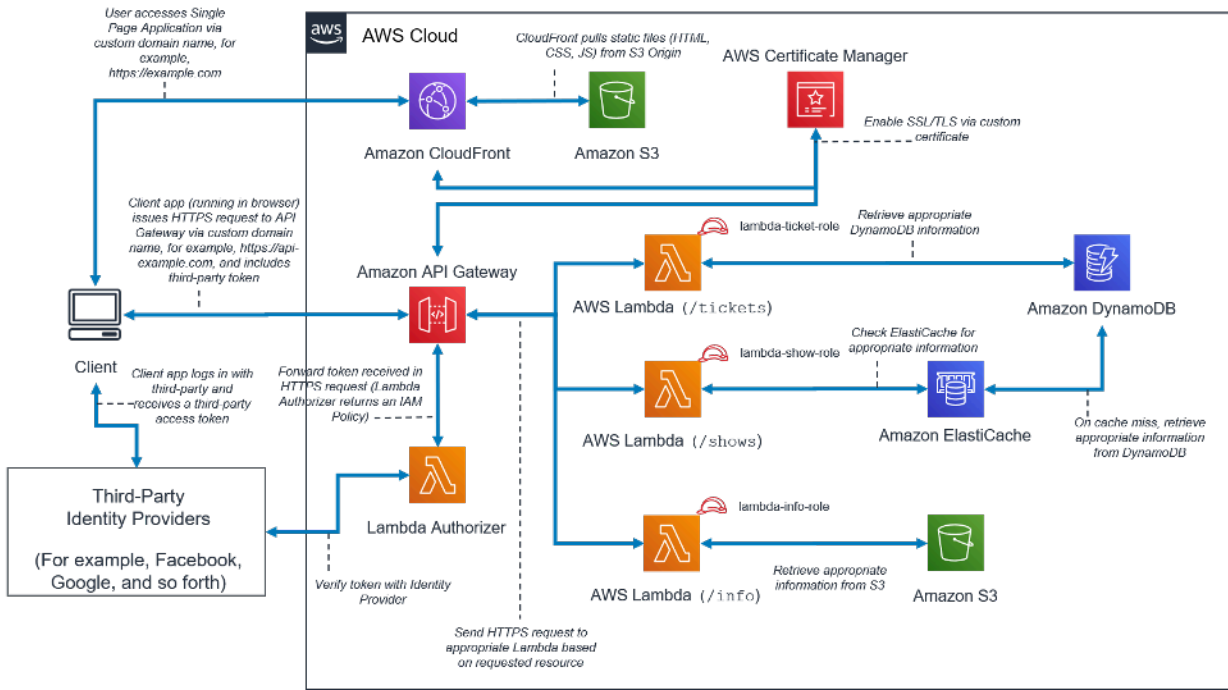 User accesses Single
Page Application via
custom domain name, for
example,
https://example.com
aws
AWS Cloud
CloudFront pulls static files (HTML,
CSS, JS) from S3 Origin
AWS Certificate Manager
Enable SSL/TLS via custom
certificate
Amazon CloudFront
Amazon S3
Client app (running in browser)
issues HTTPS request to API
Gateway via custom domain
name, for example, https://api-
example.com, and includes
third-party token
lambda-ticket-role
Retrieve appropriate
DynamoDB information
Amazon API Gateway
AWS Lambda (/tickets)
Amazon DynamoDB
Client
Client app logs in with
third-party and
receives a third-party
access token
Forward token received in
HTTPS request (Lambda
Authorizer returns an IAM
Policy)
lambda-show-role
Check ElastiCache for
appropriate information
AWS Lambda (/shows)
Amazon ElastiCache
On cache miss, retrieve
appropriate information
from DynamoDB
Third-Party
Identity Providers
(For example, Facebook,
Google, and so forth)
Lambda Authorizer
Verify token with Identity
Provider
lambda-info-role
AWS Lambda (/info)
Retrieve appropriate
information from S3
Amazon S3
Send HTTPS request to
appropriate Lambda based
on requested resource